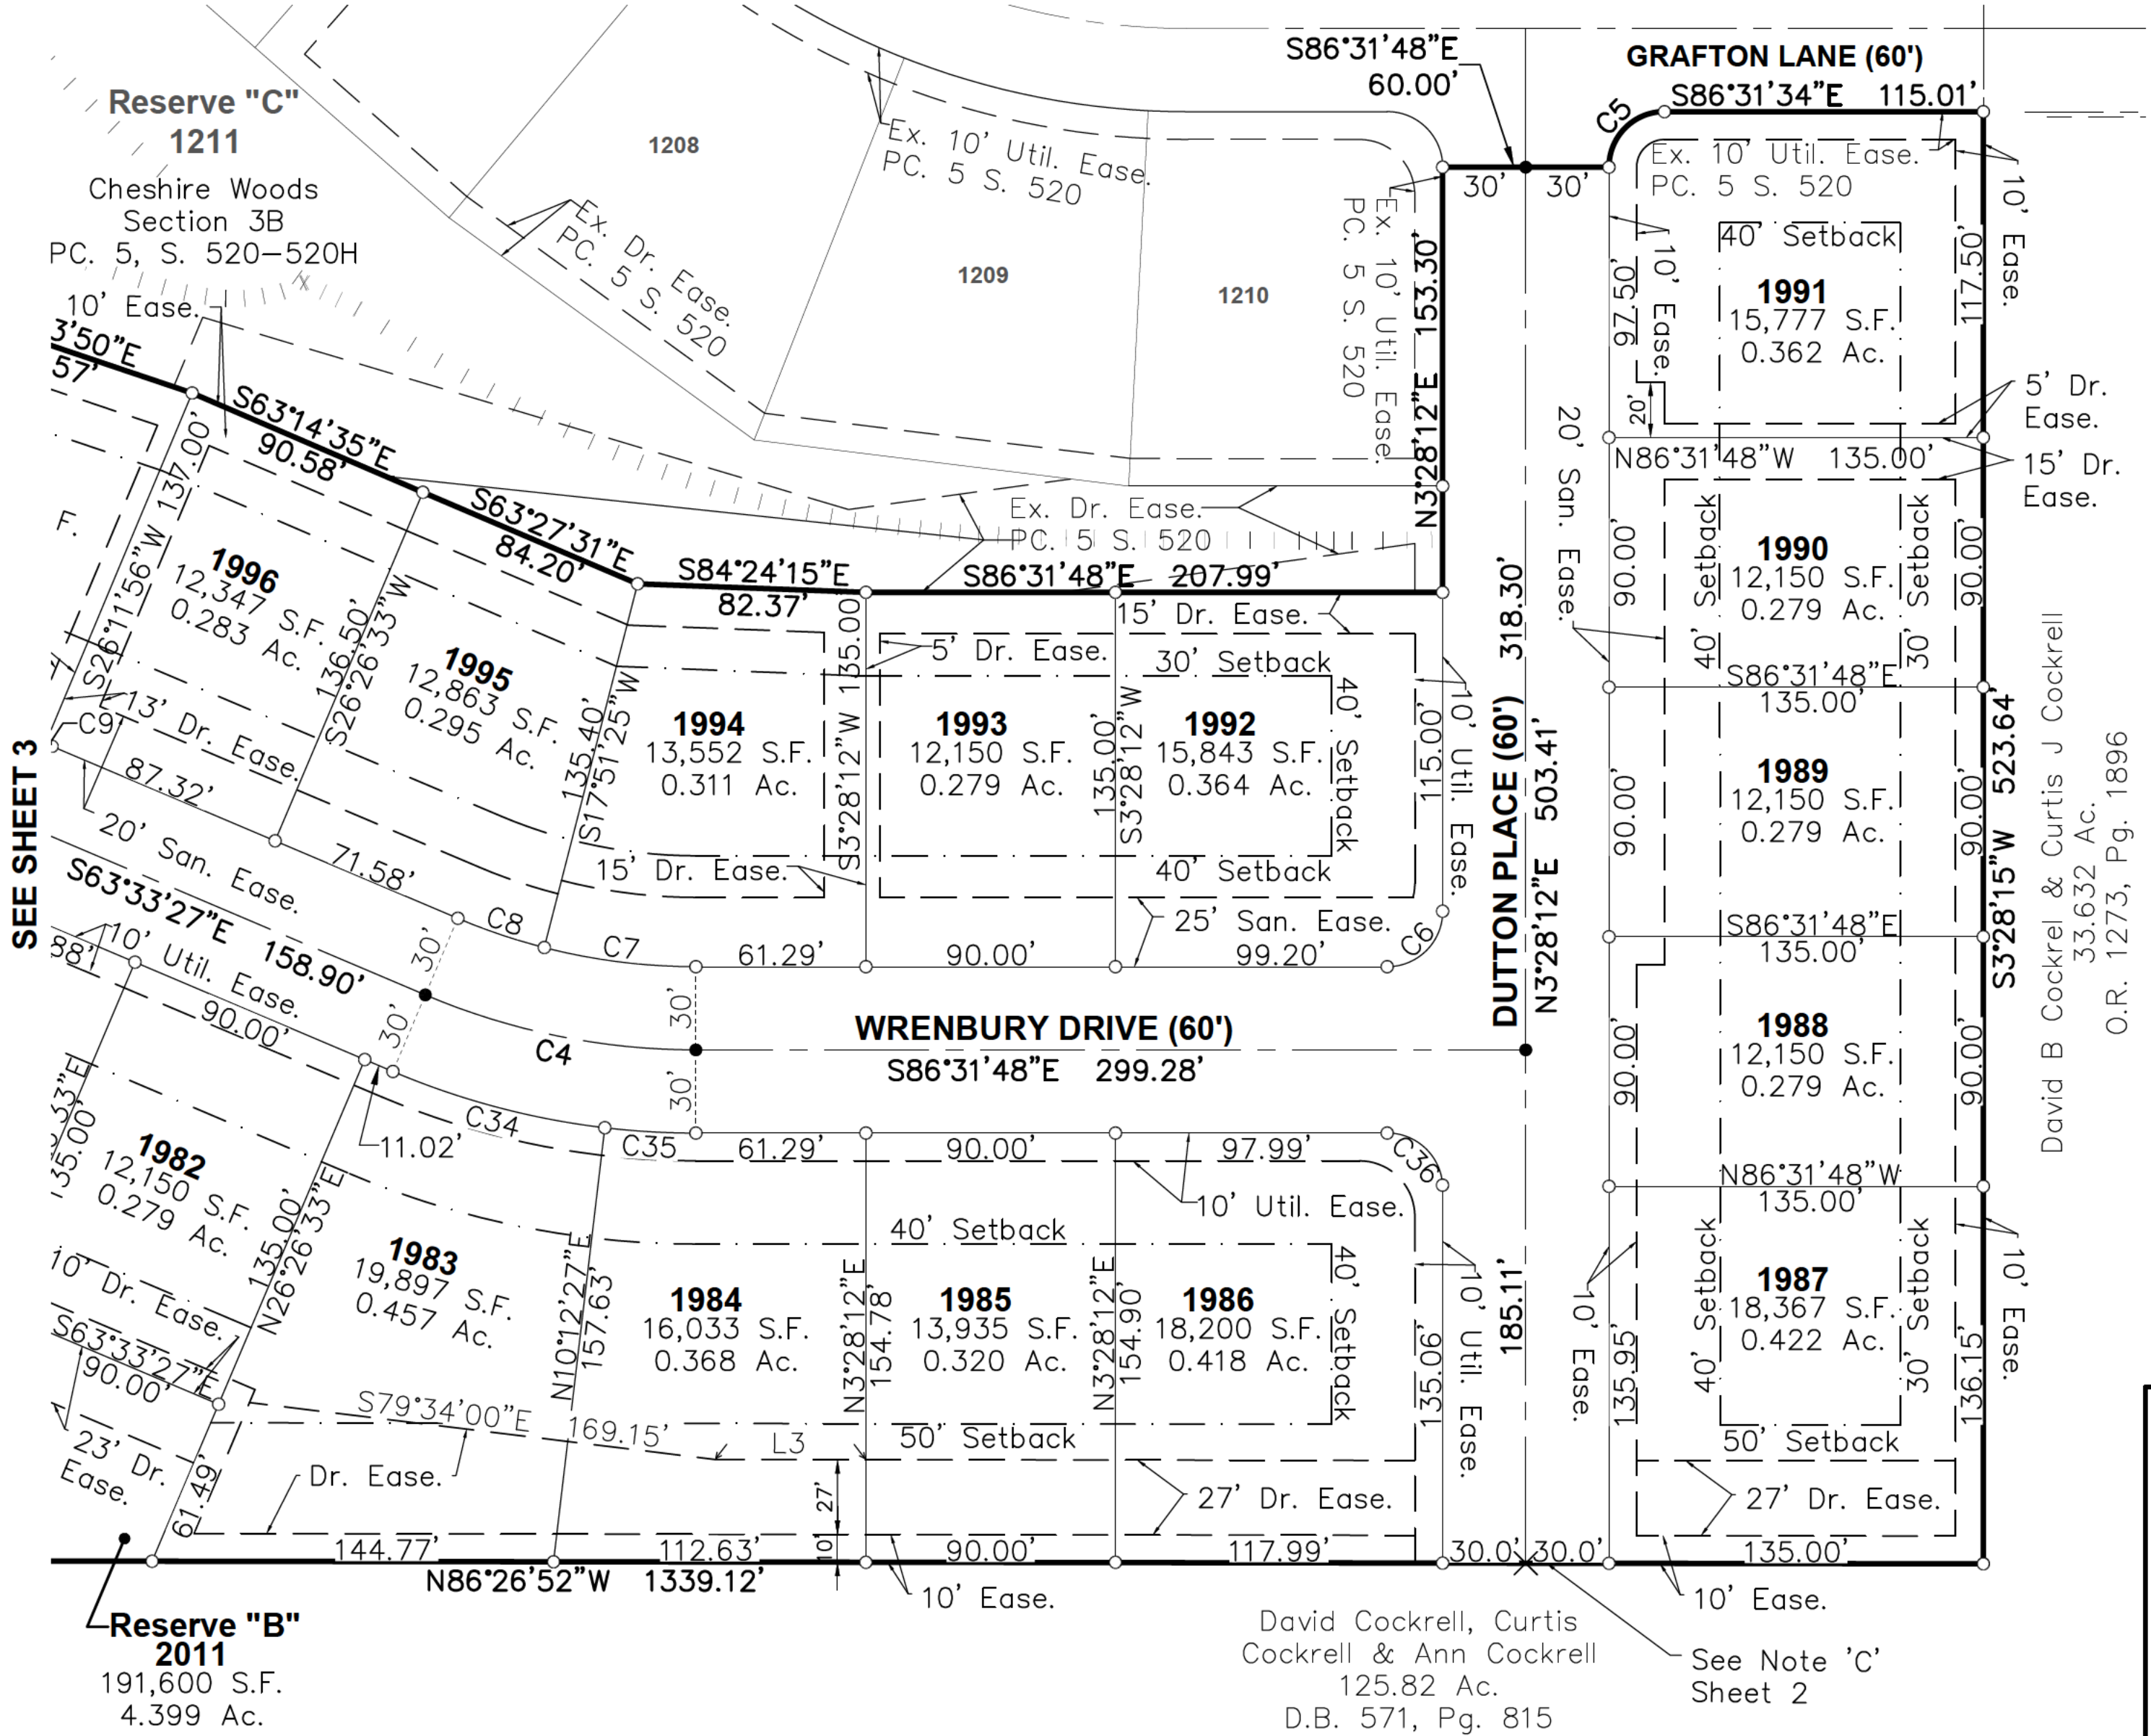 S86°31'48"E
60.00'
GRAFTON LANE (60')
S86°31'34"E 115.01'
C5
Reserve "C"
1211
Cheshire Woods
Section 3B
PC. 5, S. 520-520H
1208
1209
1210
Ex. 10' Util. Ease.
PC. 5 S. 520
Ex. Dr. Ease.
PC. 5 S. 520
Ex. 10' Util. Ease.
PC. 5 S. 520
30' 30'
N3°28'12"E 153.30'
Ex. 10' Util. Ease.
PC. 5 S. 520
97.50'
10' Ease.
40' Setback
1991
15,777 S.F.
0.362 Ac.
117.50'
10' Ease.
20'
5' Dr.
Ease.
N86°31'48"W 135.00'
15' Dr.
Ease.
10' Ease.
3'50"E
57'
S63°14'35"E
90.58'
S63°27'31"E
84.20'
S84°24'15"E
82.37'
S86°31'48"E 207.99'
Ex. Dr. Ease.
PC. 5 S. 520
20' San. Ease.
F.
S26°11'56"W 137.00'
1996
12,347 S.F.
0.283 Ac.
136.50'
S26°26'33"W
1995
12,863 S.F.
0.295 Ac.
135.40'
S17°51'25"W
1994
13,552 S.F.
0.311 Ac.
15' Dr. Ease.
S3°28'12"W 135.00'
5' Dr. Ease.
15' Dr. Ease.
30' Setback
1993
12,150 S.F.
0.279 Ac.
135.00'
S3°28'12"W
1992
15,843 S.F.
0.364 Ac.
40' Setback
40' Setback
115.00'
10' Util. Ease.
25' San. Ease.
DUTTON PLACE (60') 318.30'
N3°28'12"E 503.41'
90.00'
40' Setback
1990
12,150 S.F.
0.279 Ac.
30' Setback
90.00'
S86°31'48"E
135.00'
90.00'
1989
12,150 S.F.
0.279 Ac.
90.00'
S86°31'48"E
135.00'
90.00'
1988
12,150 S.F.
0.279 Ac.
90.00'
N86°31'48"W
135.00'
S3°28'15"W 523.64'
David B Cockrel & Curtis J Cockrell
33.632 Ac.
O.R. 1273, Pg. 1896
SEE SHEET 3
C9
13' Dr. Ease.
87.32'
20' San. Ease.
71.58'
C8
C7
61.29'
90.00'
99.20'
C6
S63°33'27"E 158.90'
88'
10' Util. Ease.
90.00'
30'
30'
11.02'
C4
30'
30'
WRENBURY DRIVE (60')
S86°31'48"E 299.28'
C34
C35
61.29'
90.00'
97.99'
C36
10' Util. Ease.
33"E
35.00'
1982
12,150 S.F.
0.279 Ac.
10' Dr. Ease.
S63°33'27"E
90.00'
23' Dr.
Ease.
61.49'
135.00'
N26°26'33"E
1983
19,897 S.F.
0.457 Ac.
N10°12'27"E
157.63'
1984
16,033 S.F.
0.368 Ac.
40' Setback
N3°28'12"E
154.78'
1985
13,935 S.F.
0.320 Ac.
N3°28'12"E
154.90'
1986
18,200 S.F.
0.418 Ac.
40' Setback
135.06'
10' Util. Ease.
185.11'
10' Ease.
135.95'
40' Setback
1987
18,367 S.F.
0.422 Ac.
30' Setback
136.15'
10' Ease.
50' Setback
27' Dr. Ease.
S79°34'00"E 169.15'
L3
50' Setback
Dr. Ease.
27'
10'
27' Dr. Ease.
144.77'
112.63'
90.00'
117.99'
30.0' 30.0'
135.00'
N86°26'52"W 1339.12'
10' Ease.
10' Ease.
Reserve "B"
2011
191,600 S.F.
4.399 Ac.
David Cockrell, Curtis
Cockrell & Ann Cockrell
125.82 Ac.
D.B. 571, Pg. 815
See Note 'C'
Sheet 2